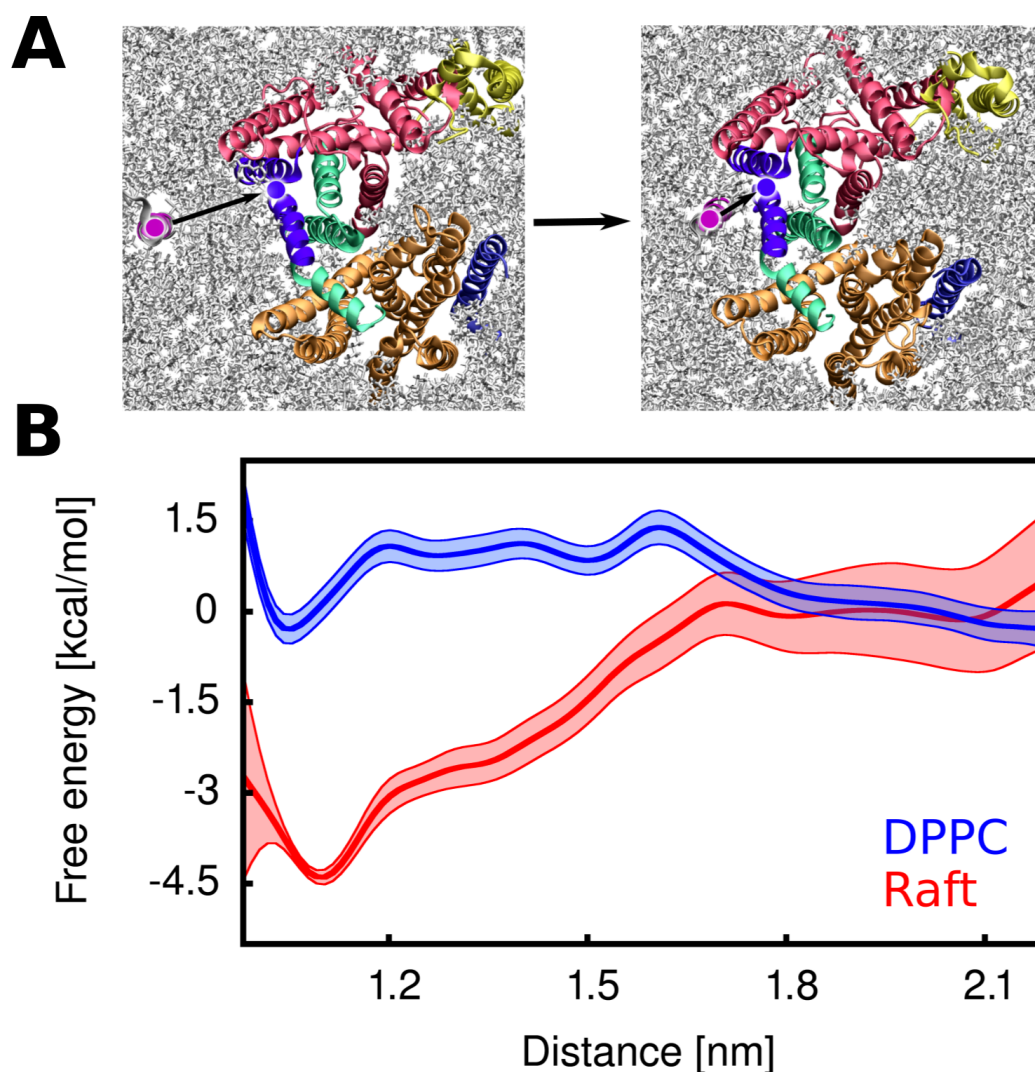 A
B
Free energy [kcal/mol]
1.5
0
-1.5
-3
-4.5
DPPC
Raft
1.2 1.5 1.8 2.1
Distance [nm]